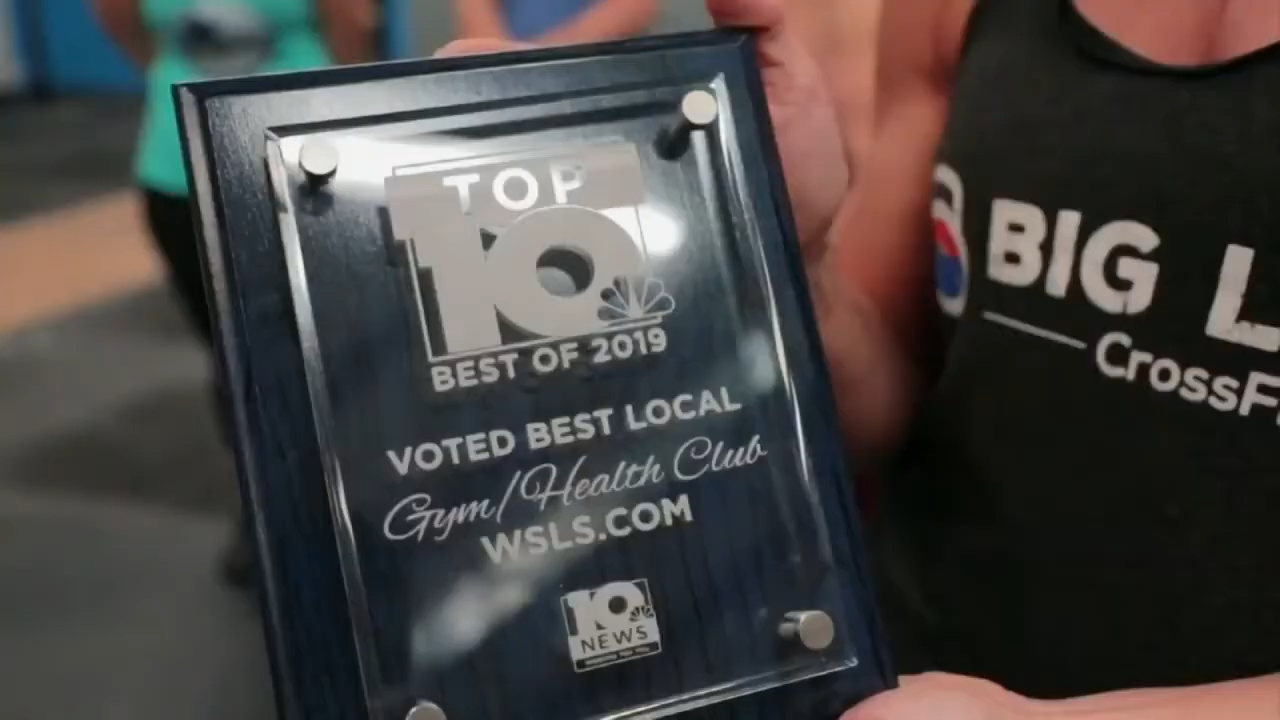 TOP
10
BEST OF 2019
VOTED BEST LOCAL
Gym/Health Club
WSLS.COM
10
NEWS
BIG L
CrossF